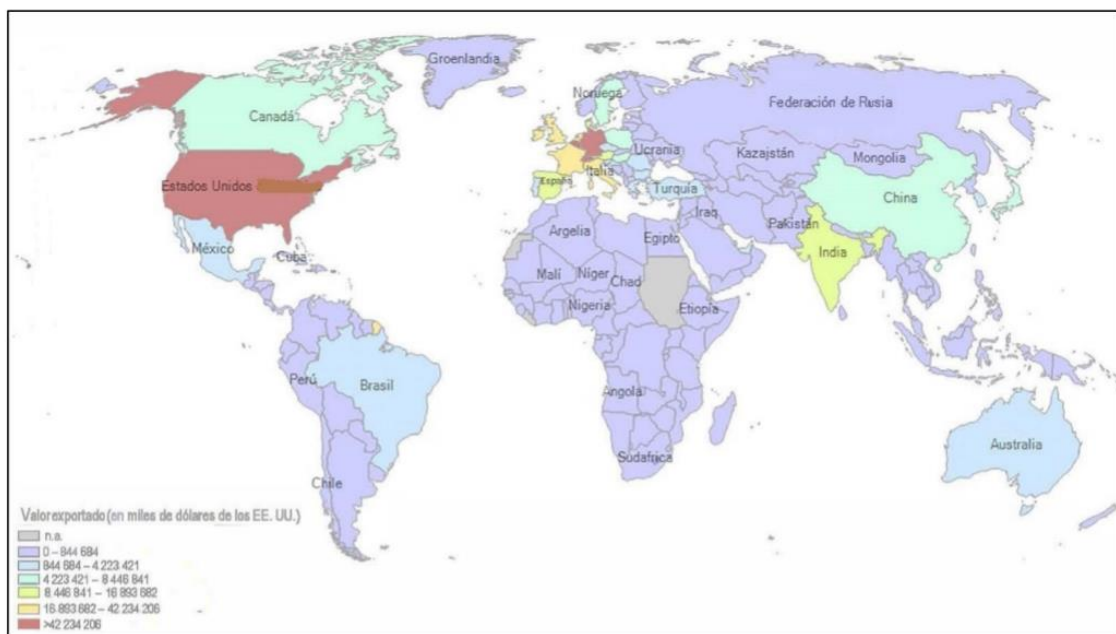 Groenlandia
Noruega
Federación de Rusia
Canadá
Ucrania
Kazajstán
Mongolia
Italia
España
Estados Unidos
Turquía
China
Iraq
Pakistán
Argelia
Egipto
India
México
Cuba
Malí
Níger
Chad
Nigeria
Etiopía
Perú
Brasil
Angola
Australia
Sudafrica
Chile
Valor exportado (en miles de dólares de los EE. UU.)
n.a.
0 – 844 684
844 684 – 4 223 421
4 223 421 – 8 446 841
8 446 841 – 16 893 682
16 893 682 – 42 234 206
>42 234 206